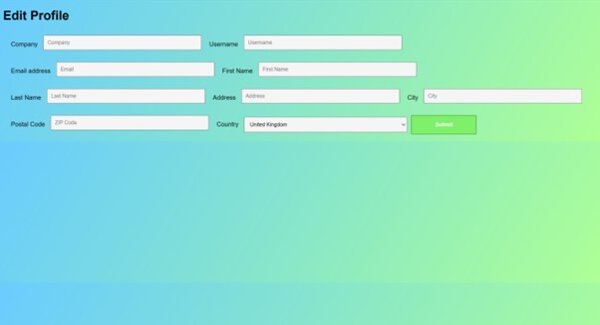 Edit Profile
Company Company Username Username
Email address Email First Name First Name
Last Name Last Name Address Address City City
Postal Code ZIP Code Country United Kingdom Submit